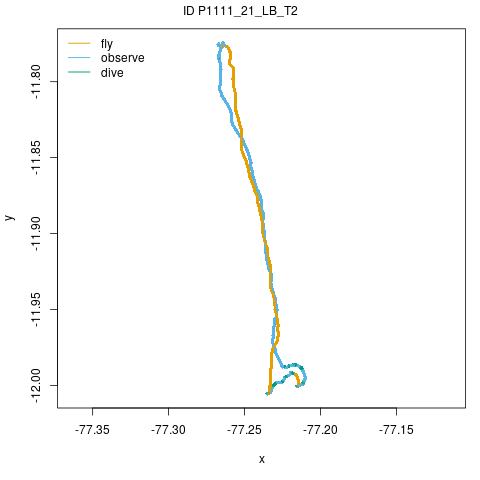 ID P1111_21_LB_T2
fly
observe
dive
-11.80
-11.85
-11.90
-11.95
-12.00
y
-77.35
-77.30
-77.25
-77.20
-77.15
x